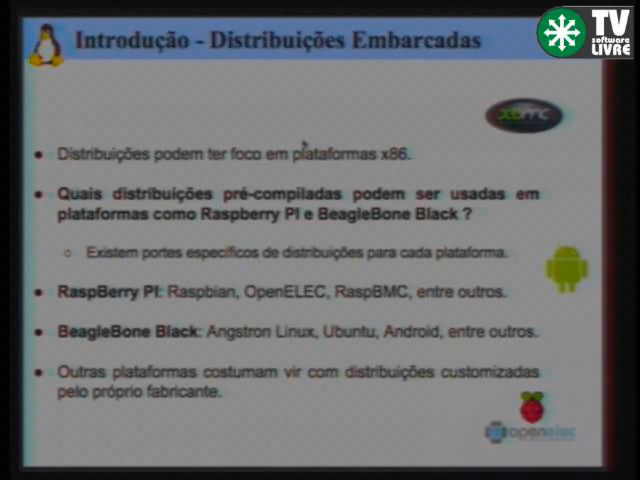 Introdução - Distribuições Embarcadas
TV
software
LIVRE
xbmc
• Distribuições podem ter foco em plataformas x86.
• Quais distribuições pré-compiladas podem ser usadas em
plataformas como Raspberry PI e BeagleBone Black ?
○ Existem portes específicos de distribuições para cada plataforma.
• RaspBerry PI: Raspbian, OpenELEC, RaspBMC, entre outros.
• BeagleBone Black: Angstron Linux, Ubuntu, Android, entre outros.
• Outras plataformas costumam vir com distribuições customizadas
pelo próprio fabricante.
openelec